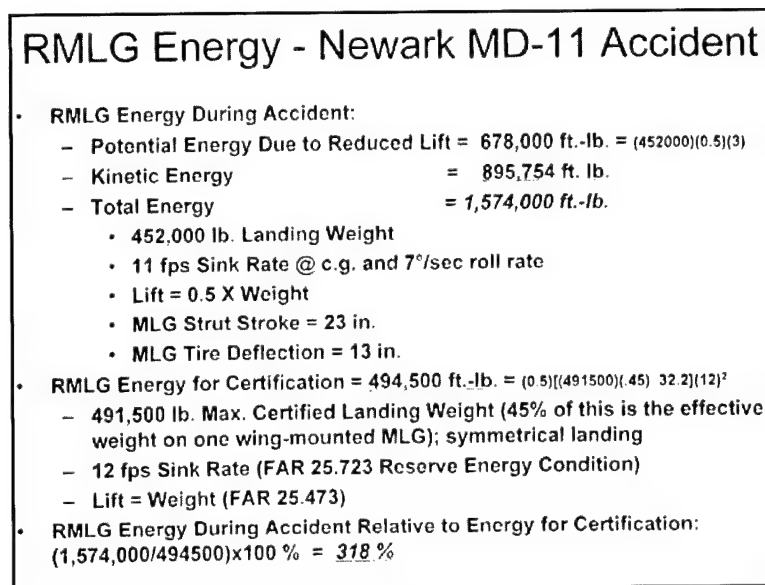 RMLG Energy - Newark MD-11 Accident
• RMLG Energy During Accident:
– Potential Energy Due to Reduced Lift = 678,000 ft.-lb. = (452000)(0.5)(3)
– Kinetic Energy = 895,754 ft. lb.
– Total Energy = 1,574,000 ft.-lb.
• 452,000 lb. Landing Weight
• 11 fps Sink Rate @ c.g. and 7°/sec roll rate
• Lift = 0.5 X Weight
• MLG Strut Stroke = 23 in.
• MLG Tire Deflection = 13 in.
• RMLG Energy for Certification = 494,500 ft.-lb. = (0.5)[(491500)(.45) 32.2](12)²
– 491,500 lb. Max. Certified Landing Weight (45% of this is the effective
weight on one wing-mounted MLG); symmetrical landing
– 12 fps Sink Rate (FAR 25.723 Reserve Energy Condition)
– Lift = Weight (FAR 25.473)
• RMLG Energy During Accident Relative to Energy for Certification:
(1,574,000/494500)x100 % = 318 %